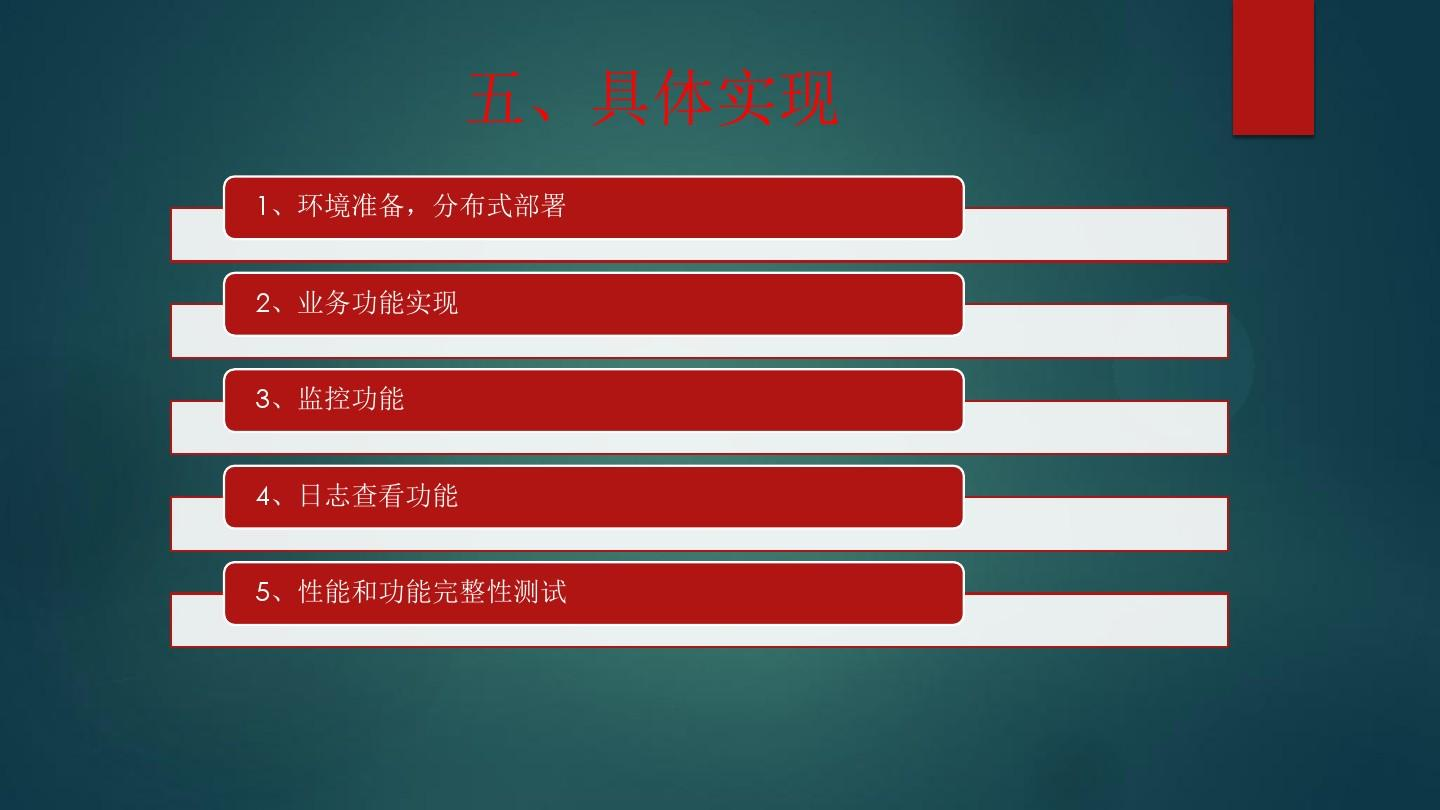 五、具体实现
1、环境准备，分布式部署
2、业务功能实现
3、监控功能
4、日志查看功能
5、性能和功能完整性测试